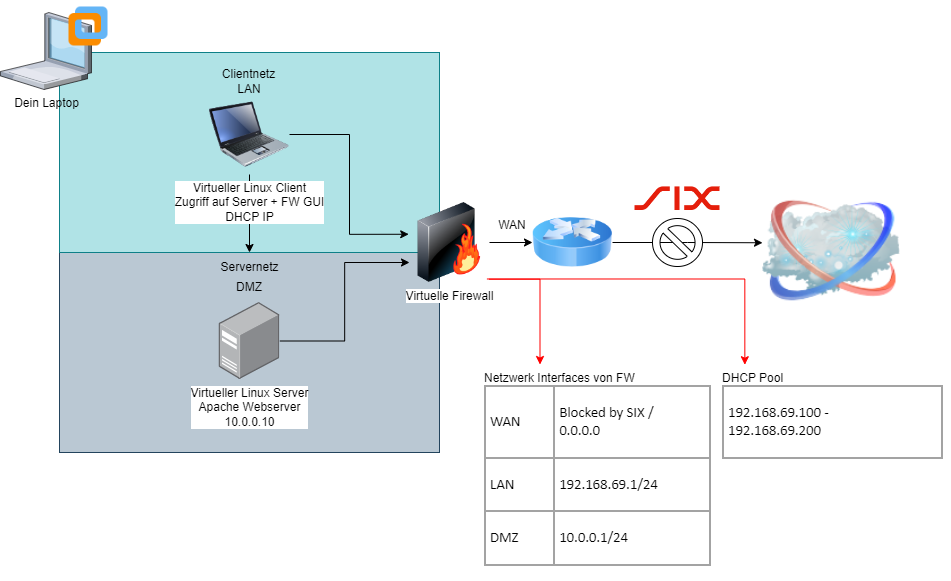 Dein Laptop
Clientnetz
LAN
Virtueller Linux Client
Zugriff auf Server + FW GUI
DHCP IP
Servernetz
DMZ
Virtueller Linux Server
Apache Webserver
10.0.0.10
Virtuelle Firewall
WAN
SIX
Netzwerk Interfaces von FW
WAN
Blocked by SIX /
0.0.0.0
LAN
192.168.69.1/24
DMZ
10.0.0.1/24
DHCP Pool
192.168.69.100 -
192.168.69.200